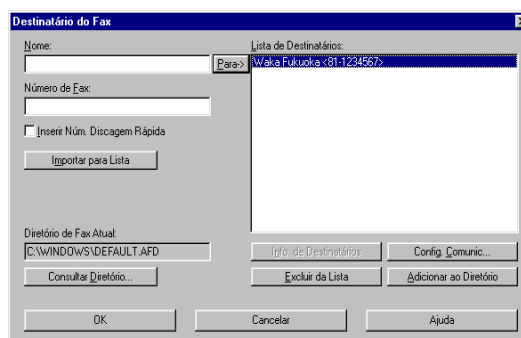 Destinatário do Fax
Nome:
Para->
Número de Fax:
Inserir Núm. Discagem Rápida
Importar para Lista
Diretório de Fax Atual:
C:\WINDOWS\DEFAULT.AFD
Consultar Diretório...
Lista de Destinatários:
Waka Fukuoka <81-1234567>
Info. de Destinatários
Config. Comunic...
Excluir da Lista
Adicionar ao Diretório
OK
Cancelar
Ajuda